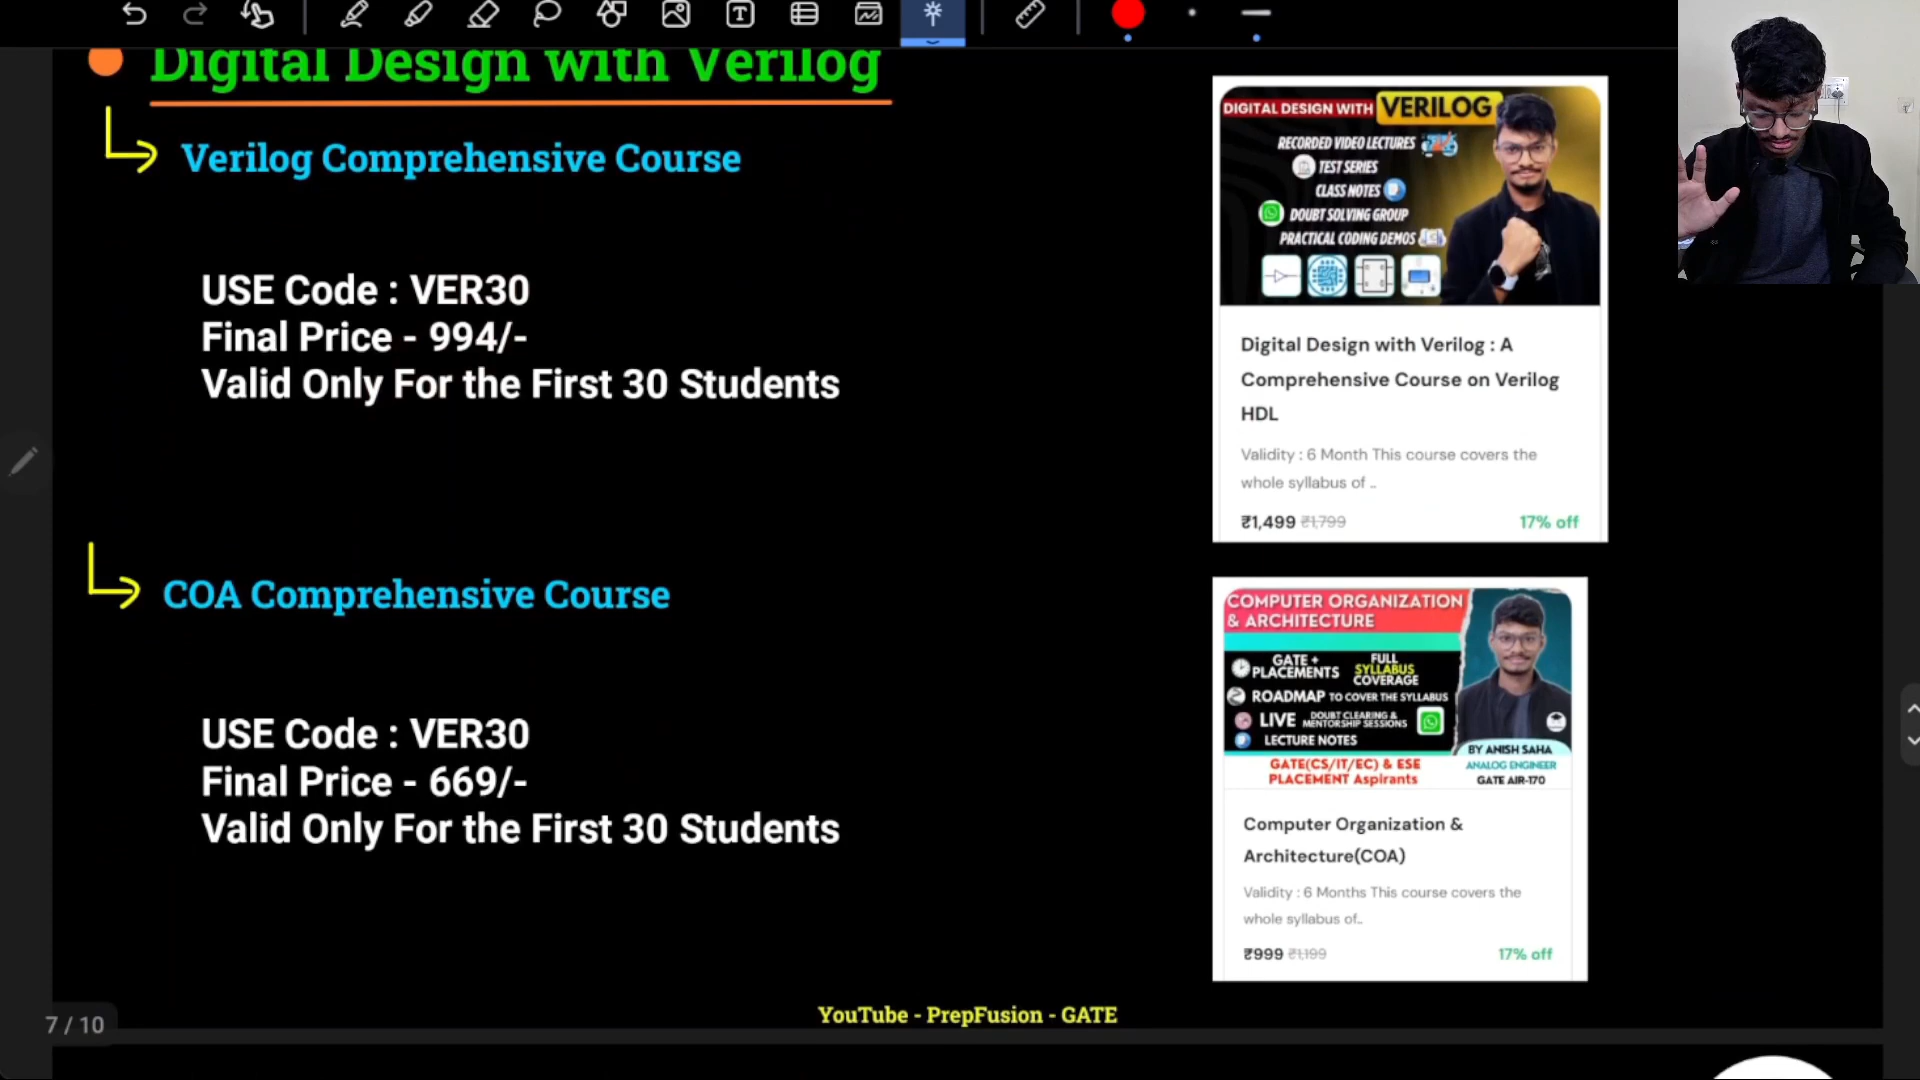 Digital Design with Verilog
Verilog Comprehensive Course
USE Code : VER30
Final Price - 994/-
Valid Only For the First 30 Students
DIGITAL DESIGN WITH VERILOG
RECORDED VIDEO LECTURES
TEST SERIES
CLASS NOTES
DOUBT SOLVING GROUP
PRACTICAL CODING DEMOS
Digital Design with Verilog : A
Comprehensive Course on Verilog
HDL
Validity : 6 Month This course covers the
whole syllabus of ..
₹1,499 ₹1,799 17% off
COA Comprehensive Course
USE Code : VER30
Final Price - 669/-
Valid Only For the First 30 Students
COMPUTER ORGANIZATION
& ARCHITECTURE
GATE +
PLACEMENTS
FULL
SYLLABUS
COVERAGE
ROADMAP TO COVER THE SYLLABUS
LIVE DOUBT CLEARING &
MENTORSHIP SESSIONS
LECTURE NOTES
GATE(CS/IT/EC) & ESE
PLACEMENT Aspirants
BY ANISH SAHA
ANALOG ENGINEER
GATE AIR-170
Computer Organization &
Architecture(COA)
Validity : 6 Months This course covers the
whole syllabus of..
₹999 ₹1,199 17% off
YouTube - PrepFusion - GATE
7 / 10